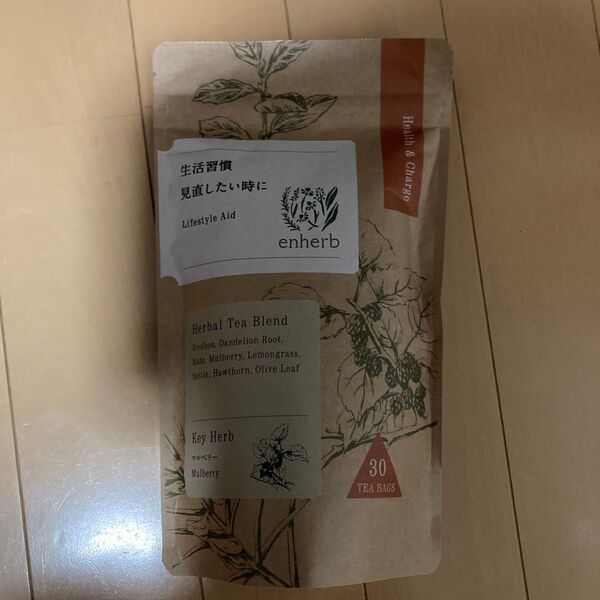 Health & Charge
生活習慣
見直したい時に
Lifestyle Aid
enherb
Herbal Tea Blend
Rooibos, Dandelion Root,
Mate, Mulberry, Lemongrass,
Nettle, Hawthorn, Olive Leaf
Key Herb
マルベリー
Mulberry
30
TEA BAGS